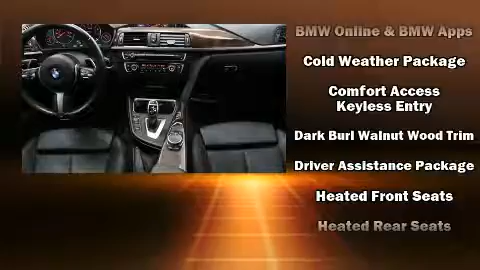 BMW Online & BMW Apps
Cold Weather Package
Comfort Access
Keyless Entry
Dark Burl Walnut Wood Trim
Driver Assistance Package
Heated Front Seats
Heated Rear Seats